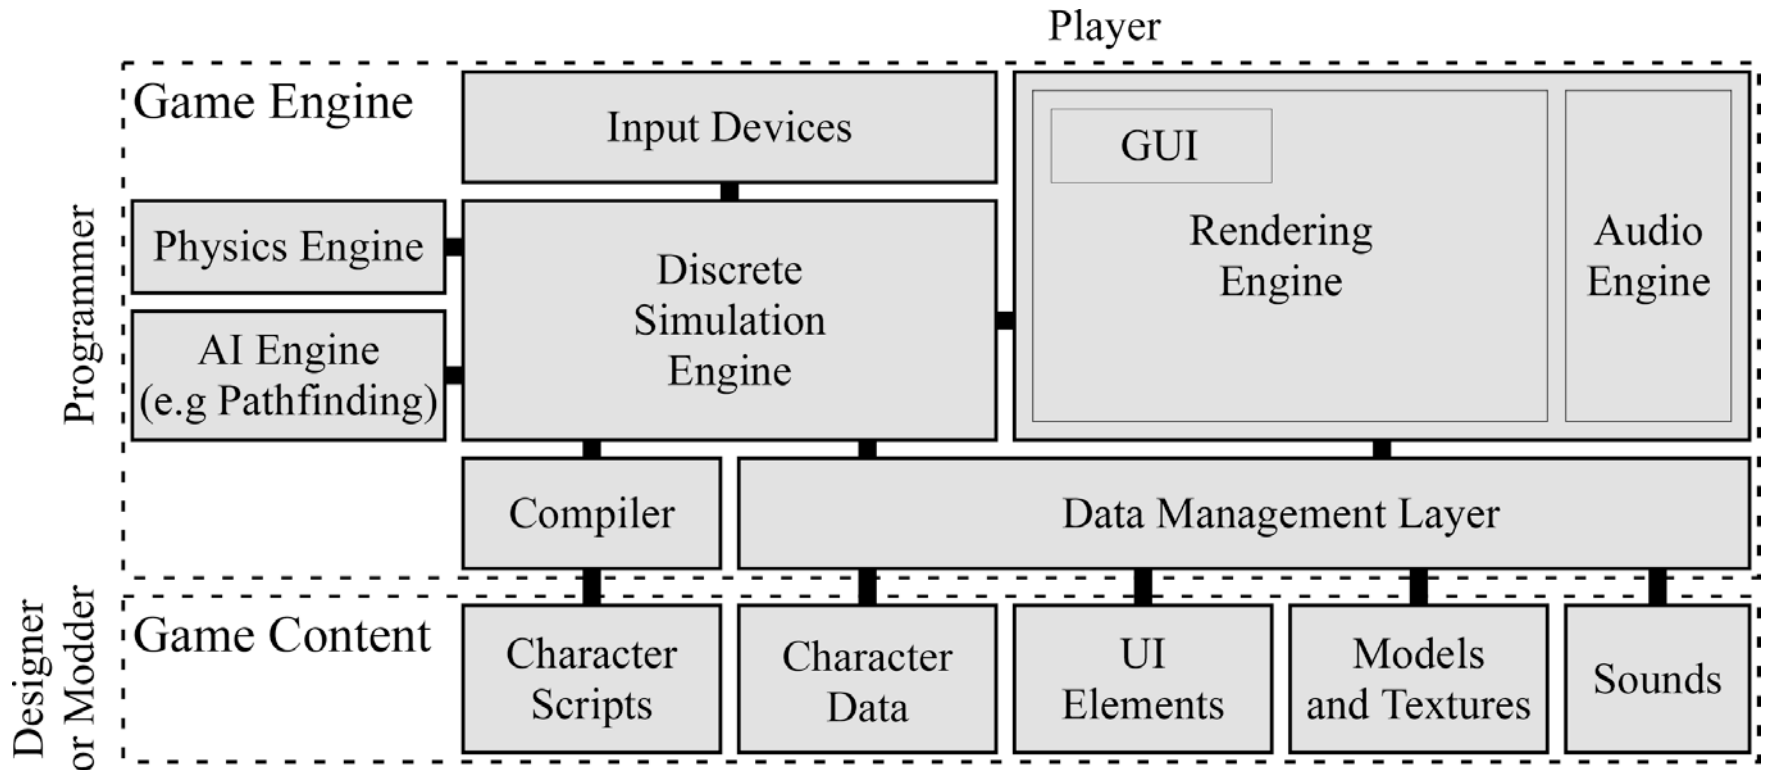 Player
Game Engine
Input Devices
GUI
Physics Engine
Discrete
Simulation
Engine
Rendering
Engine
Audio
Engine
AI Engine
(e.g Pathfinding)
Programmer
Compiler
Data Management Layer
Game Content
Character
Scripts
Character
Data
UI
Elements
Models
and Textures
Sounds
Designer
or Modder